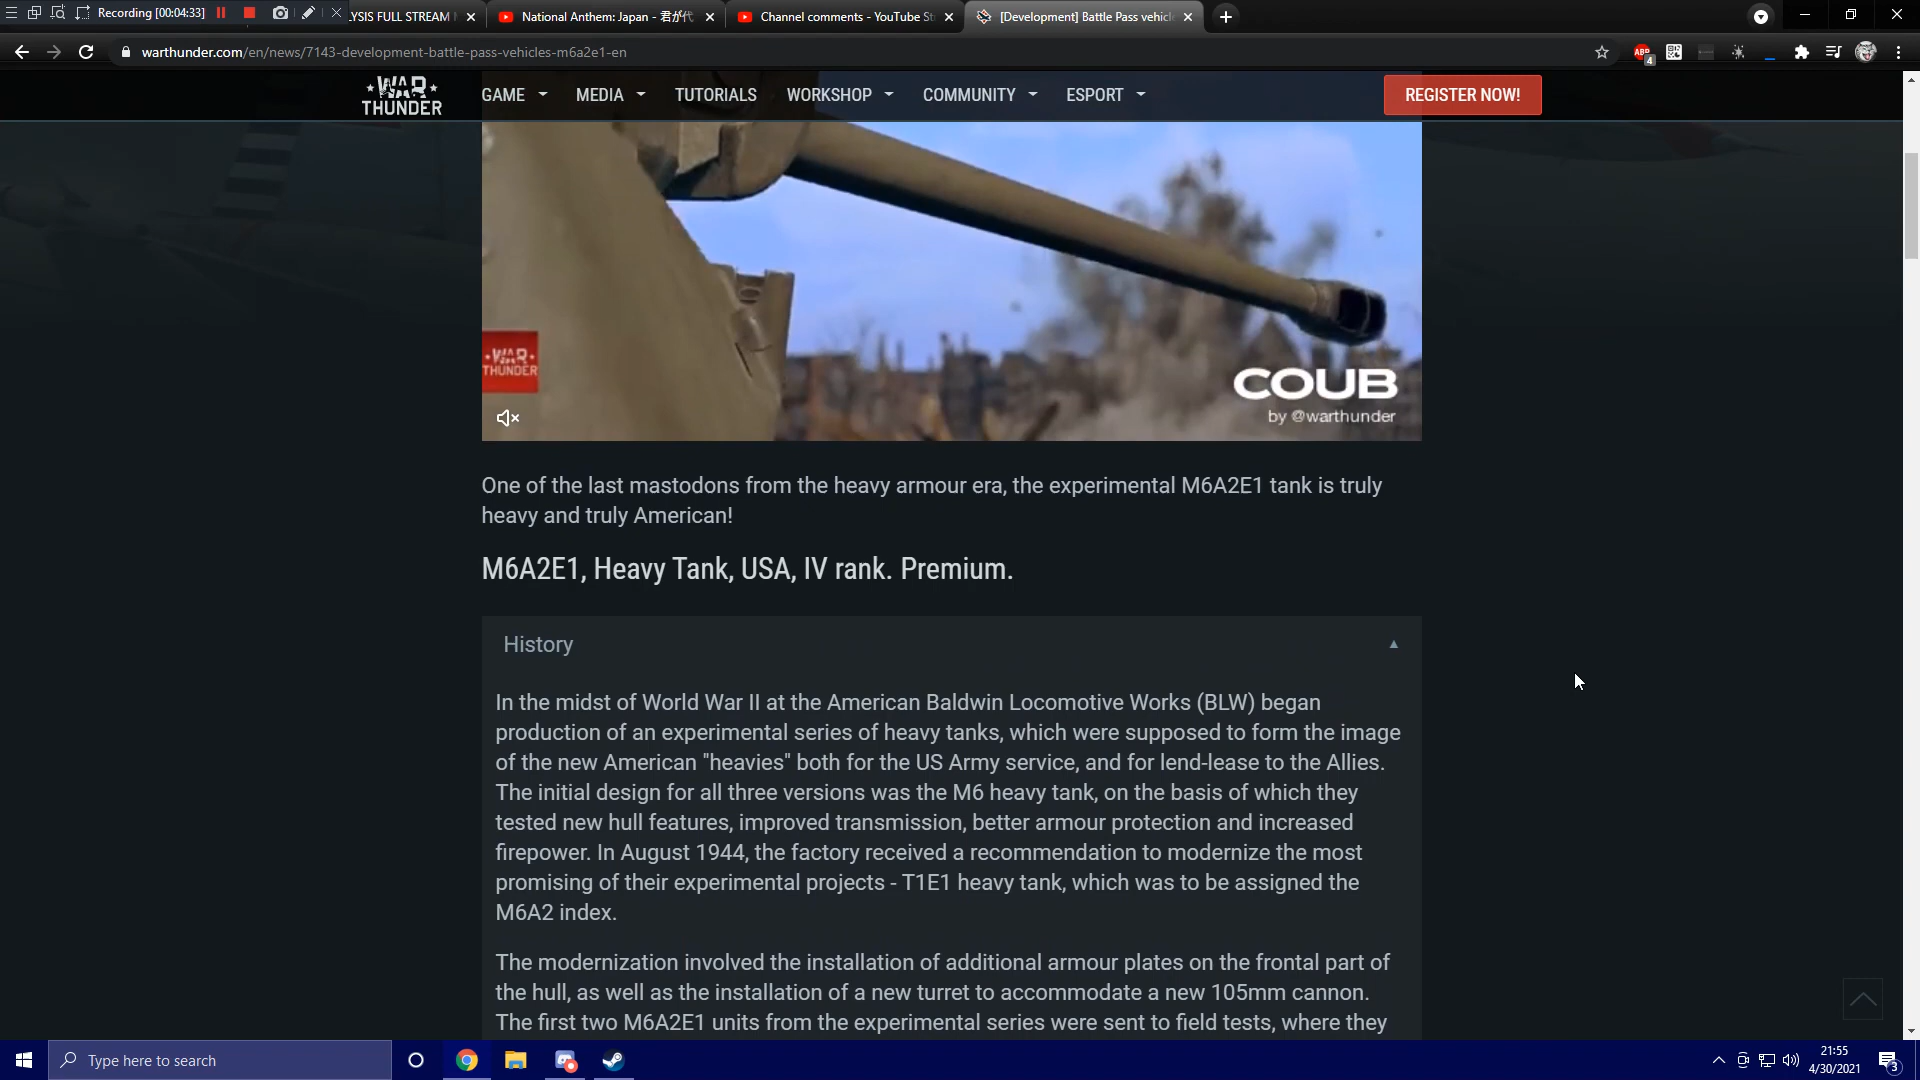 Recording [00:04:33]
LYSIS FULL STREAM
National Anthem: Japan - 君が代
Channel comments - YouTube St
[Development] Battle Pass vehicl
warthunder.com/en/news/7143-development-battle-pass-vehicles-m6a2e1-en
ABP
4
WAR THUNDER
GAME
MEDIA
TUTORIALS
WORKSHOP
COMMUNITY
ESPORT
REGISTER NOW!
WAR THUNDER
COUB
by @warthunder
One of the last mastodons from the heavy armour era, the experimental M6A2E1 tank is truly
heavy and truly American!
M6A2E1, Heavy Tank, USA, IV rank. Premium.
History
In the midst of World War II at the American Baldwin Locomotive Works (BLW) began
production of an experimental series of heavy tanks, which were supposed to form the image
of the new American "heavies" both for the US Army service, and for lend-lease to the Allies.
The initial design for all three versions was the M6 heavy tank, on the basis of which they
tested new hull features, improved transmission, better armour protection and increased
firepower. In August 1944, the factory received a recommendation to modernize the most
promising of their experimental projects - T1E1 heavy tank, which was to be assigned the
M6A2 index.
The modernization involved the installation of additional armour plates on the frontal part of
the hull, as well as the installation of a new turret to accommodate a new 105mm cannon.
The first two M6A2E1 units from the experimental series were sent to field tests, where they
Type here to search
21:55
4/30/2021
3